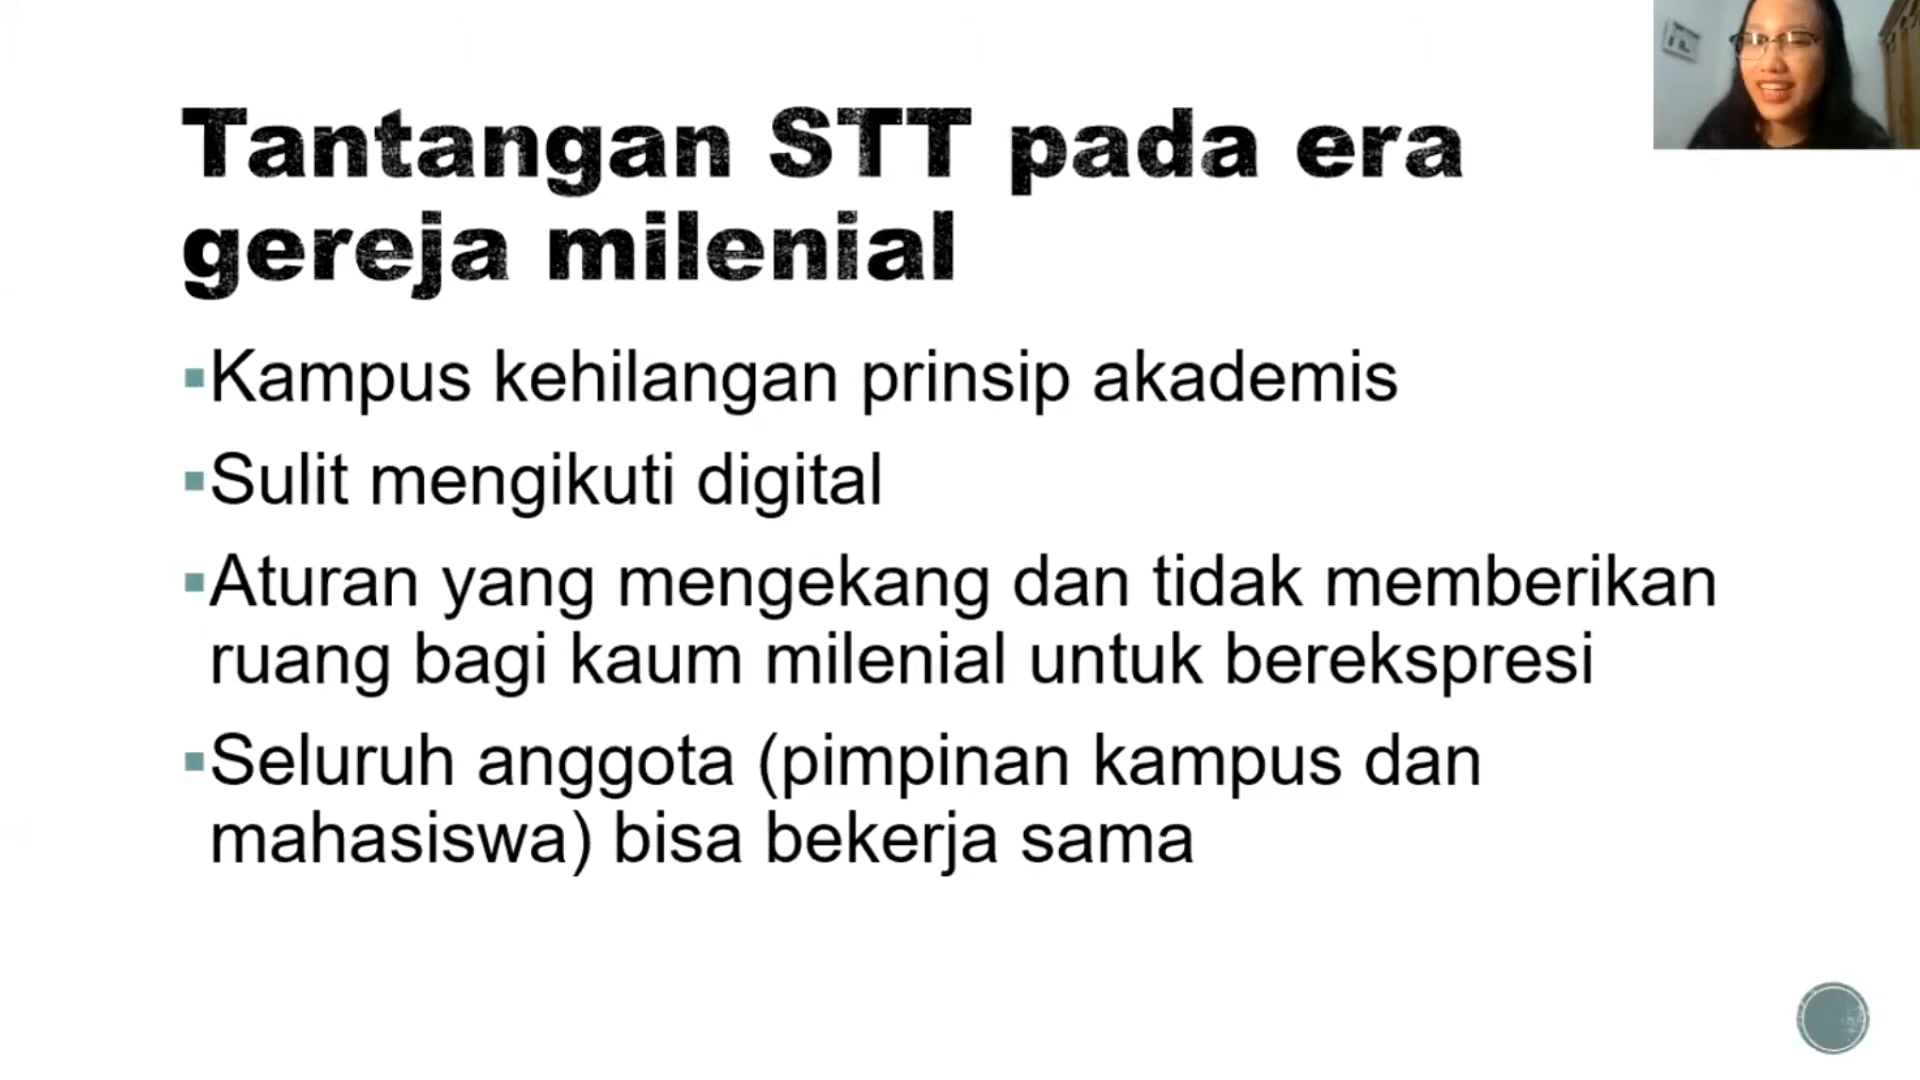 Tantangan STT pada era
gereja milenial
▪Kampus kehilangan prinsip akademis
▪Sulit mengikuti digital
▪Aturan yang mengekang dan tidak memberikan
ruang bagi kaum milenial untuk berekspresi
▪Seluruh anggota (pimpinan kampus dan
mahasiswa) bisa bekerja sama